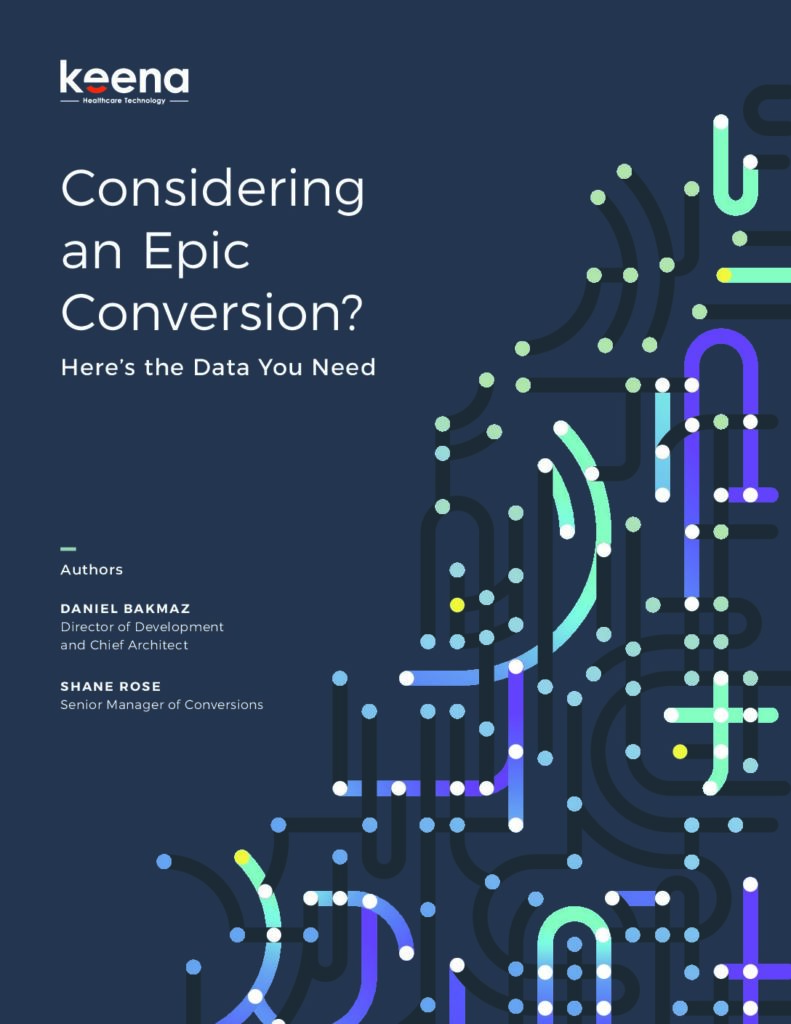 keena
Healthcare Technology
Considering
an Epic
Conversion?
Here’s the Data You Need
Authors
DANIEL BAKMAZ
Director of Development
and Chief Architect
SHANE ROSE
Senior Manager of Conversions